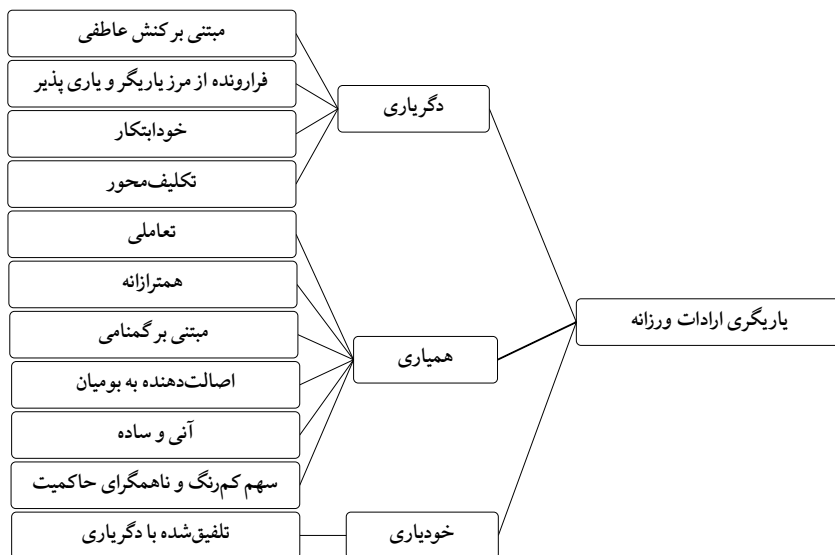 یاریگری ارادات ورزانه
دگریاری
مبتنی بر کنش عاطفی
فرارونده از مرز یاریگر و یاری پذیر
خودابتکار
تکلیف‌محور
همیاری
تعاملی
همترازانه
مبتنی بر گمنامی
اصالت‌دهنده به بومیان
آنی و ساده
سهم کم‌رنگ و ناهمگرای حاکمیت
خودیاری
تلفیق‌شده با دگریاری